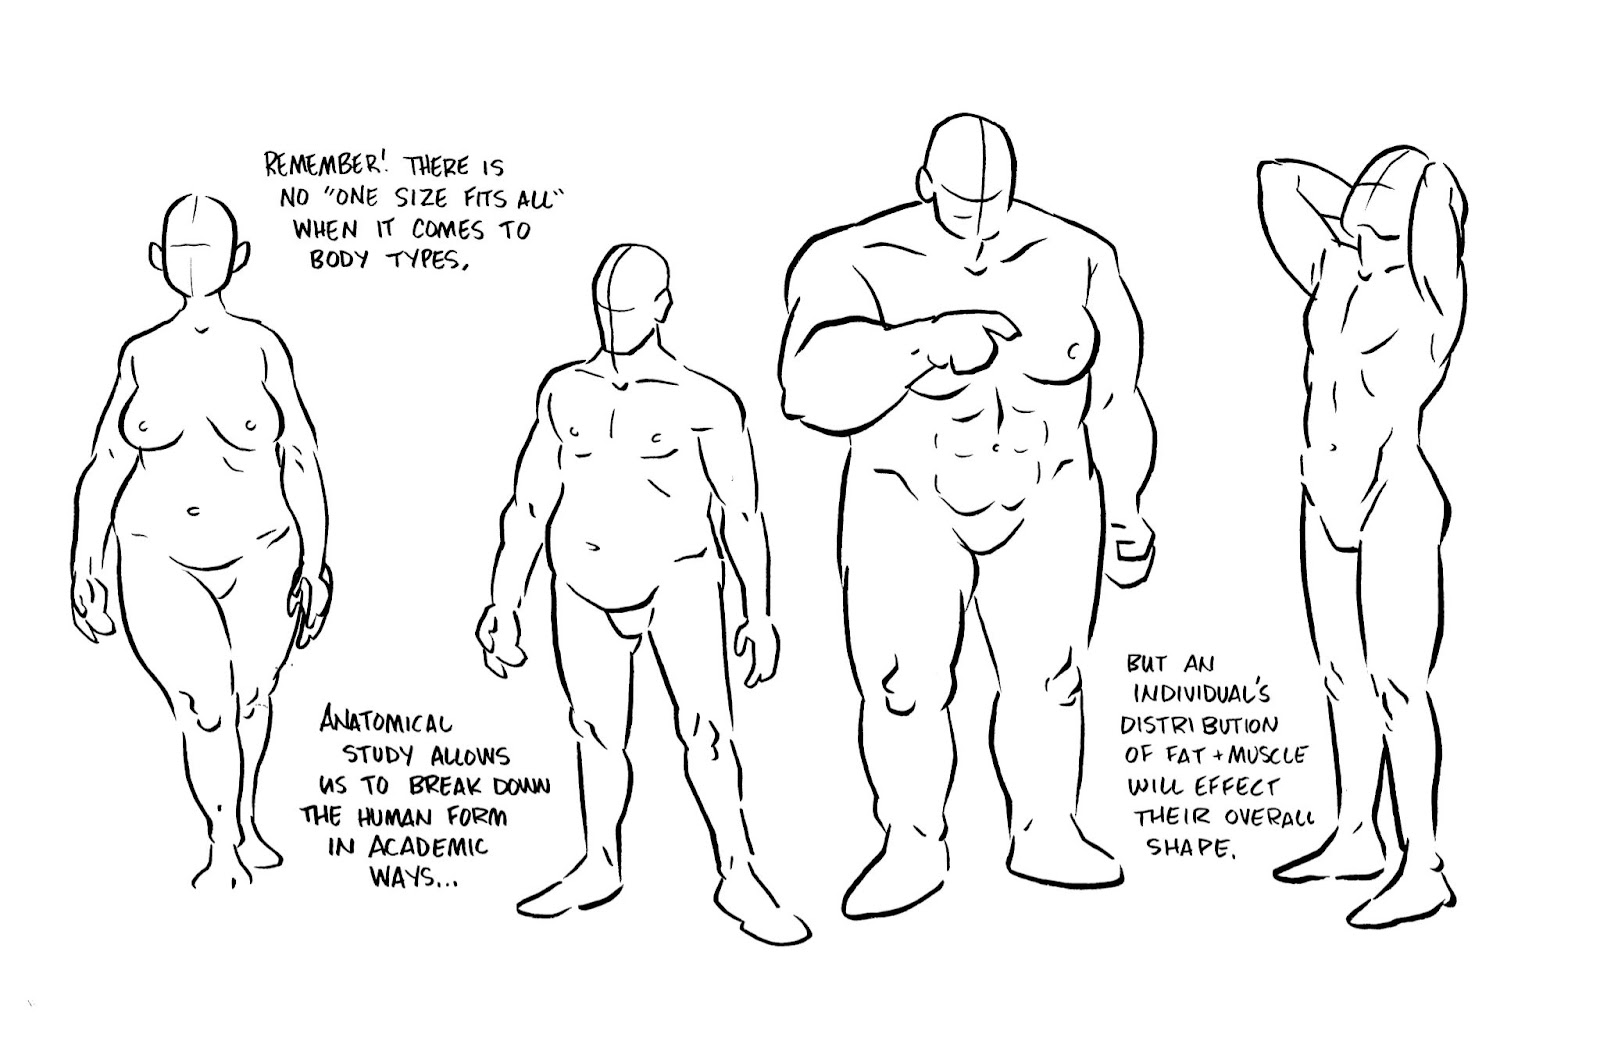 REMEMBER! THERE IS
NO "ONE SIZE FITS ALL"
WHEN IT COMES TO
BODY TYPES.
ANATOMICAL
STUDY ALLOWS
US TO BREAK DOWN
THE HUMAN FORM
IN ACADEMIC
WAYS...
BUT AN
INDIVIDUAL'S
DISTRIBUTION
OF FAT + MUSCLE
WILL EFFECT
THEIR OVERALL
SHAPE.